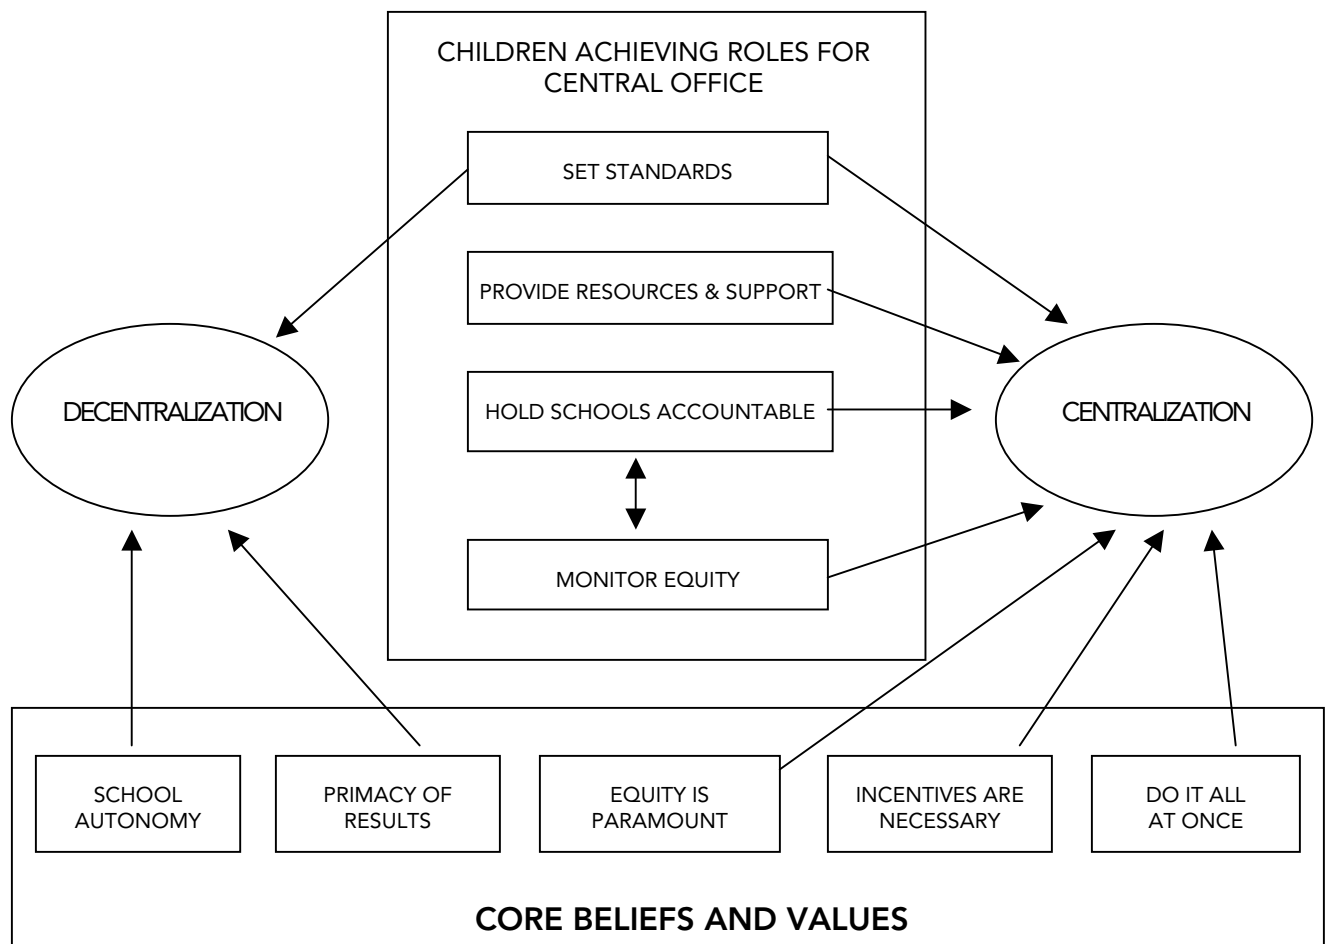 CHILDREN ACHIEVING ROLES FOR
CENTRAL OFFICE
SET STANDARDS
PROVIDE RESOURCES & SUPPORT
HOLD SCHOOLS ACCOUNTABLE
MONITOR EQUITY
DECENTRALIZATION
CENTRALIZATION
SCHOOL
AUTONOMY
PRIMACY OF
RESULTS
EQUITY IS
PARAMOUNT
INCENTIVES ARE
NECESSARY
DO IT ALL
AT ONCE
CORE BELIEFS AND VALUES